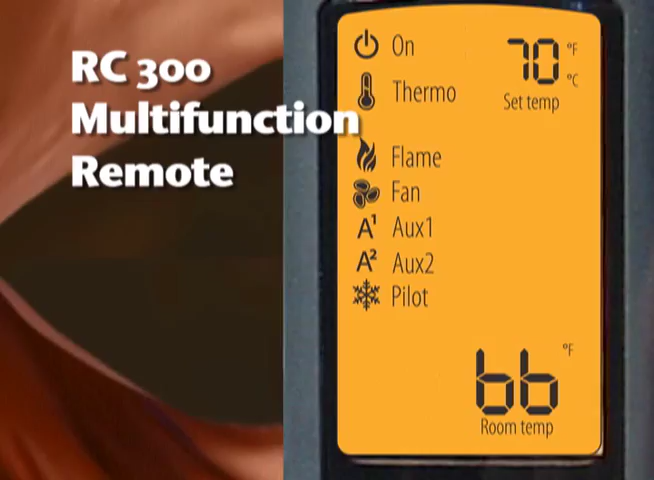 RC 300
Multifunction
Remote
On
70 °F
°C
Thermo
Set temp
Flame
Fan
A¹ Aux1
A² Aux2
Pilot
66 °F
Room temp